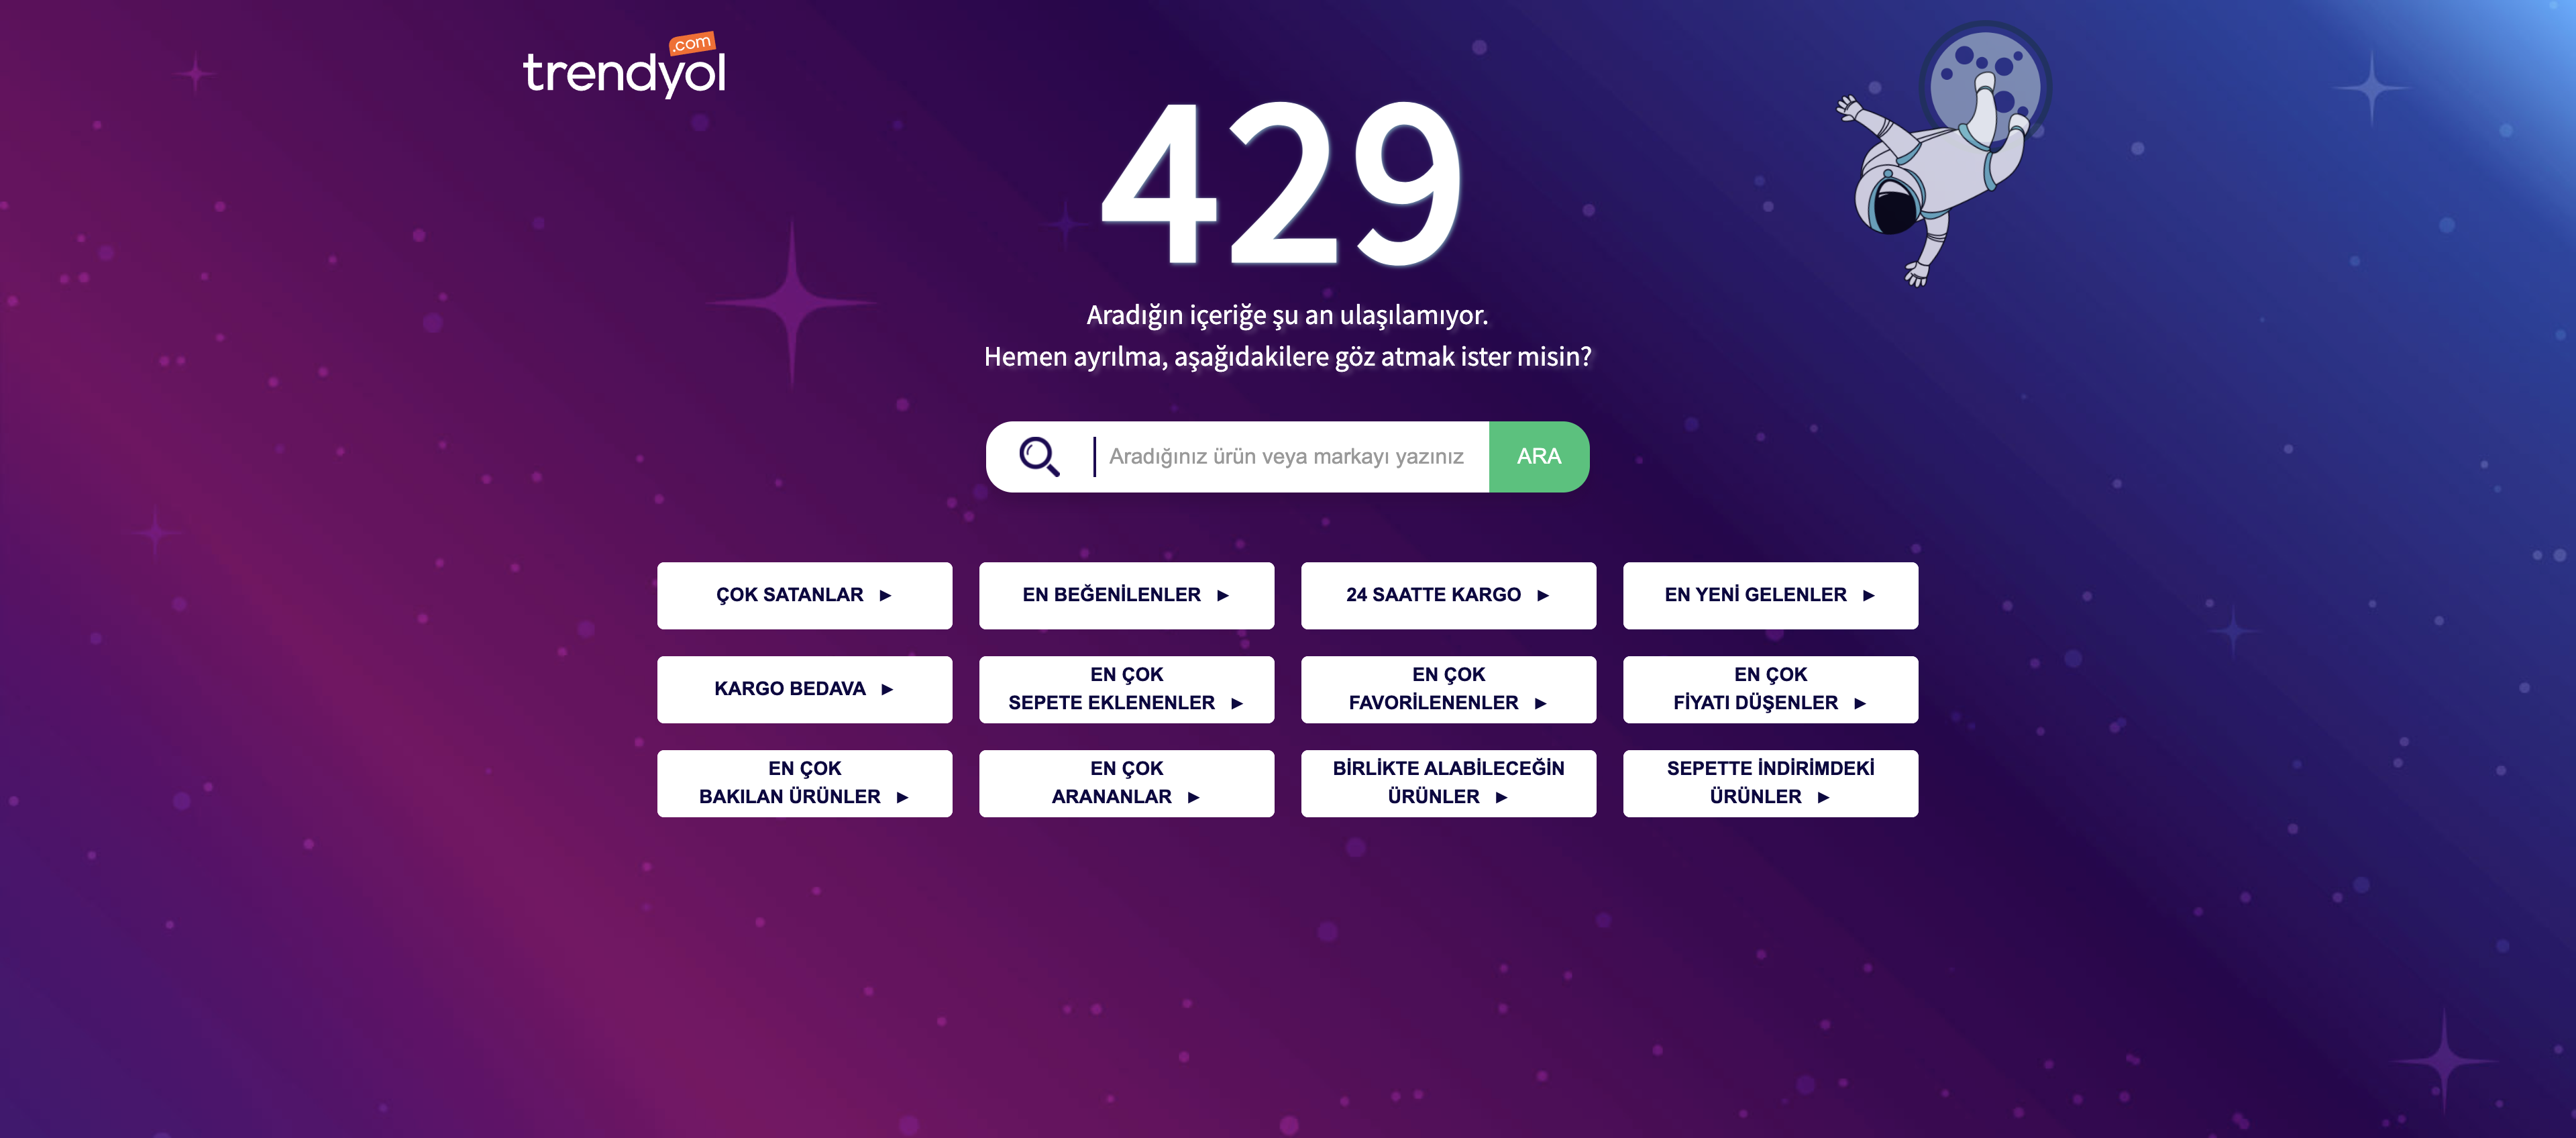 trendyol
.com
429
Aradığın içeriğe şu an ulaşılamıyor.
Hemen ayrılma, aşağıdakilere göz atmak ister misin?
Aradığınız ürün veya markayı yazınız
ARA
ÇOK SATANLAR ►
EN BEĞENİLENLER ►
24 SAATTE KARGO ►
EN YENİ GELENLER ►
KARGO BEDAVA ►
EN ÇOK
SEPETE EKLENENLER ►
EN ÇOK
FAVORİLENENLER ►
EN ÇOK
FİYATI DÜŞENLER ►
EN ÇOK
BAKILAN ÜRÜNLER ►
EN ÇOK
ARANANLAR ►
BİRLİKTE ALABİLECEĞİN
ÜRÜNLER ►
SEPETTE İNDİRİMDEKİ
ÜRÜNLER ►